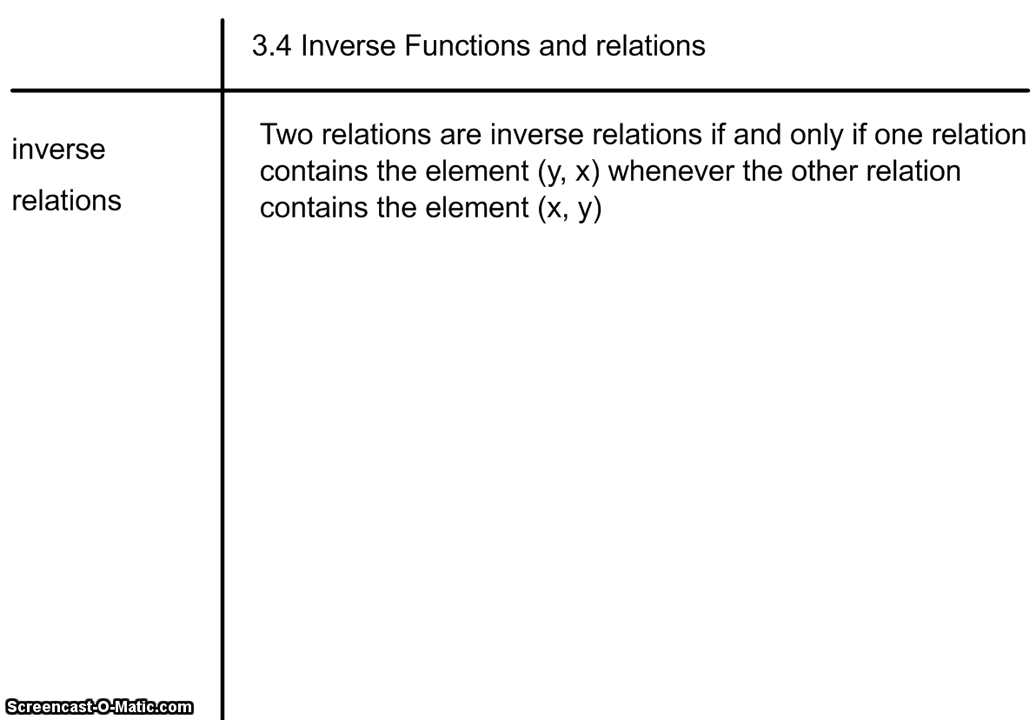 3.4 Inverse Functions and relations
inverse
relations
Two relations are inverse relations if and only if one relation
contains the element (y, x) whenever the other relation
contains the element (x, y)
Screencast-O-Matic.com